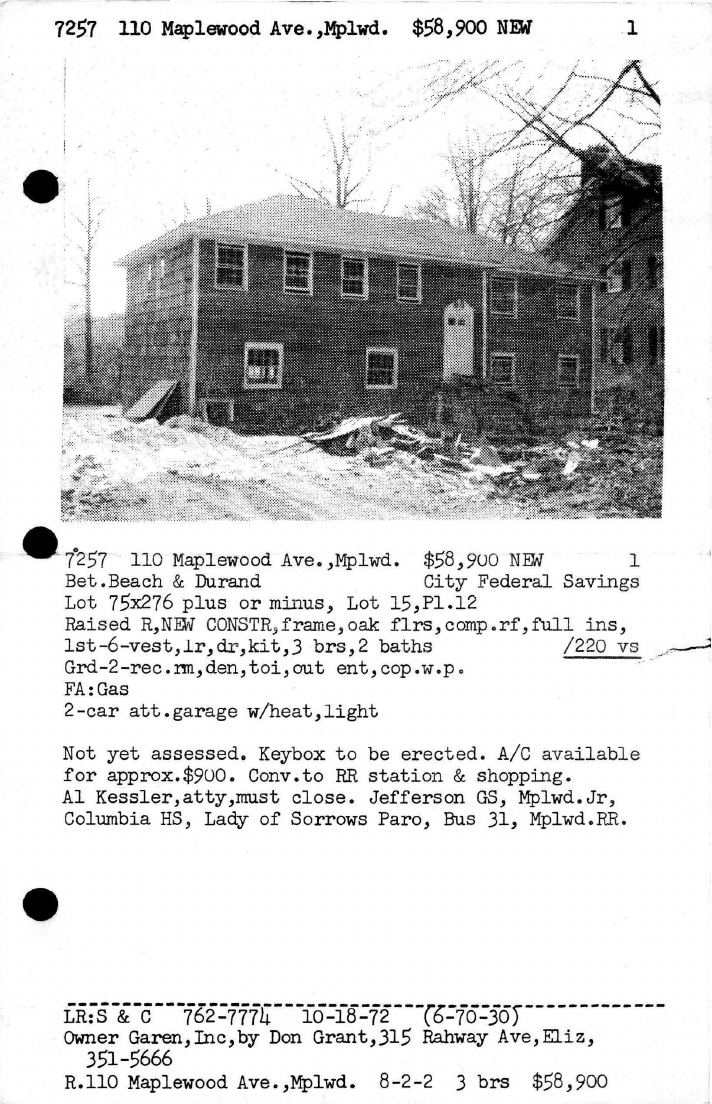 7257 110 Maplewood Ave.,Mplwd. $58,900 NEW 1
7257 110 Maplewood Ave.,Mplwd. $58,900 NEW 1
Bet.Beach & Durand City Federal Savings
Lot 75x276 plus or minus, Lot 15,Pl.12
Raised R,NEW CONSTR,frame,oak flrs,comp.rf,full ins,
1st-6-vest,lr,dr,kit,3 brs,2 baths /220 vs
Grd-2-rec.rm,den,toi,out ent,cop.w.p.
FA:Gas
2-car att.garage w/heat,light
Not yet assessed. Keybox to be erected. A/C available
for approx.$900. Conv.to RR station & shopping.
Al Kessler,atty,must close. Jefferson GS, Mplwd.Jr,
Columbia HS, Lady of Sorrows Paro, Bus 31, Mplwd.RR.
LR:S & C 762-7774 10-18-72 (6-70-30)
Owner Garen,Inc,by Don Grant,315 Rahway Ave,Eliz,
351-5666
R.110 Maplewood Ave.,Mplwd. 8-2-2 3 brs $58,900